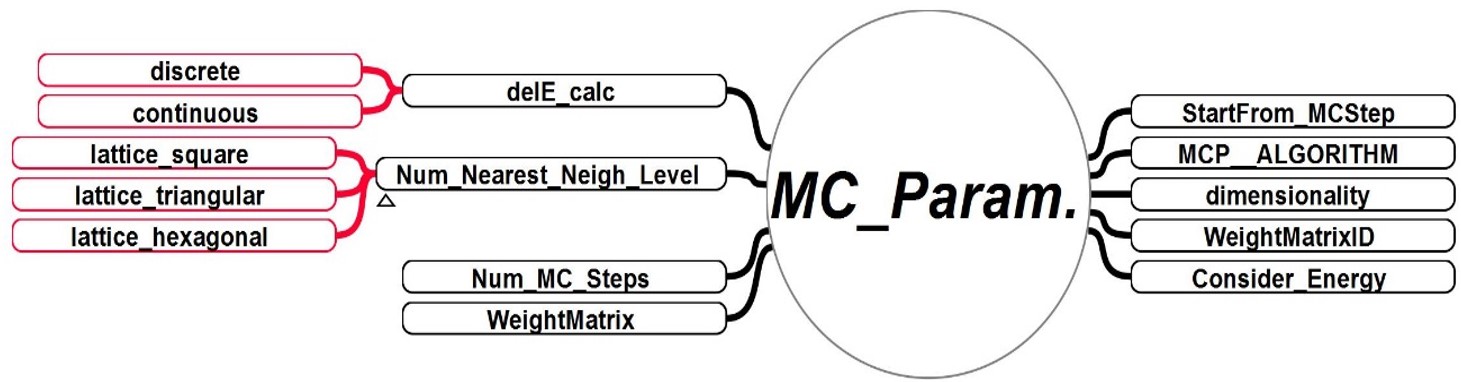 discrete
continuous
lattice_square
lattice_triangular
lattice_hexagonal
delE_calc
Num_Nearest_Neigh_Level
Num_MC_Steps
WeightMatrix
MC_Param.
StartFrom_MCStep
MCP__ALGORITHM
dimensionality
WeightMatrixID
Consider_Energy